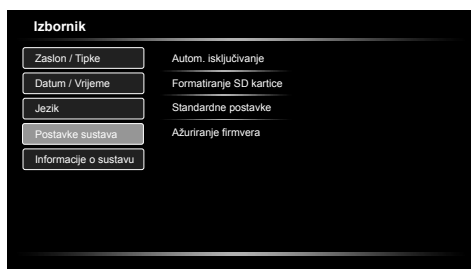 Izbornik
Zaslon / Tipke
Datum / Vrijeme
Jezik
Postavke sustava
Informacije o sustavu
Autom. isključivanje
Formatiranje SD kartice
Standardne postavke
Ažuriranje firmvera